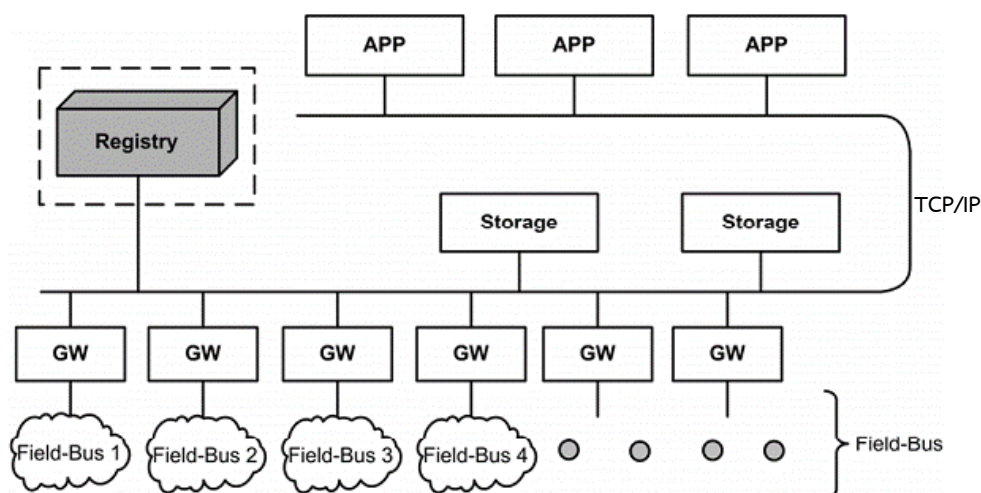 APP APP APP
Registry
TCP/IP
Storage Storage
GW GW GW GW GW GW
Field-Bus 1 Field-Bus 2 Field-Bus 3 Field-Bus 4
Field-Bus